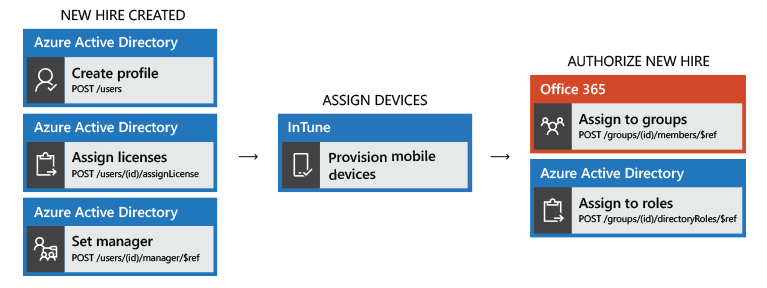 NEW HIRE CREATED
Azure Active Directory
Create profile
POST /users
Azure Active Directory
Assign licenses
POST /users/(id)/assignLicense
Azure Active Directory
Set manager
POST /users/(id)/manager/$ref
ASSIGN DEVICES
InTune
Provision mobile
devices
AUTHORIZE NEW HIRE
Office 365
Assign to groups
POST /groups/(id)/members/$ref
Azure Active Directory
Assign to roles
POST /groups/(id)/directoryRoles/$ref